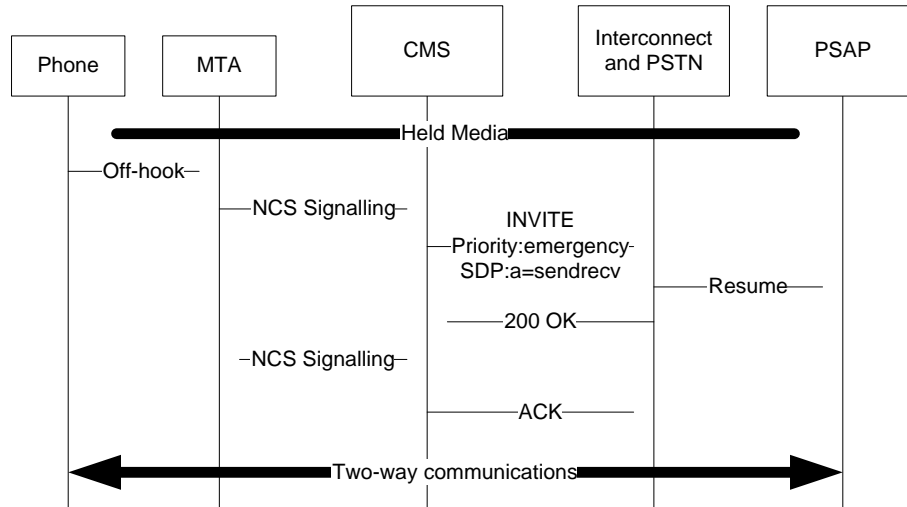 Phone
MTA
CMS
Interconnect
and PSTN
PSAP
Held Media
Off-hook
NCS Signalling
INVITE
Priority:emergency
SDP:a=sendrecv
Resume
200 OK
NCS Signalling
ACK
Two-way communications